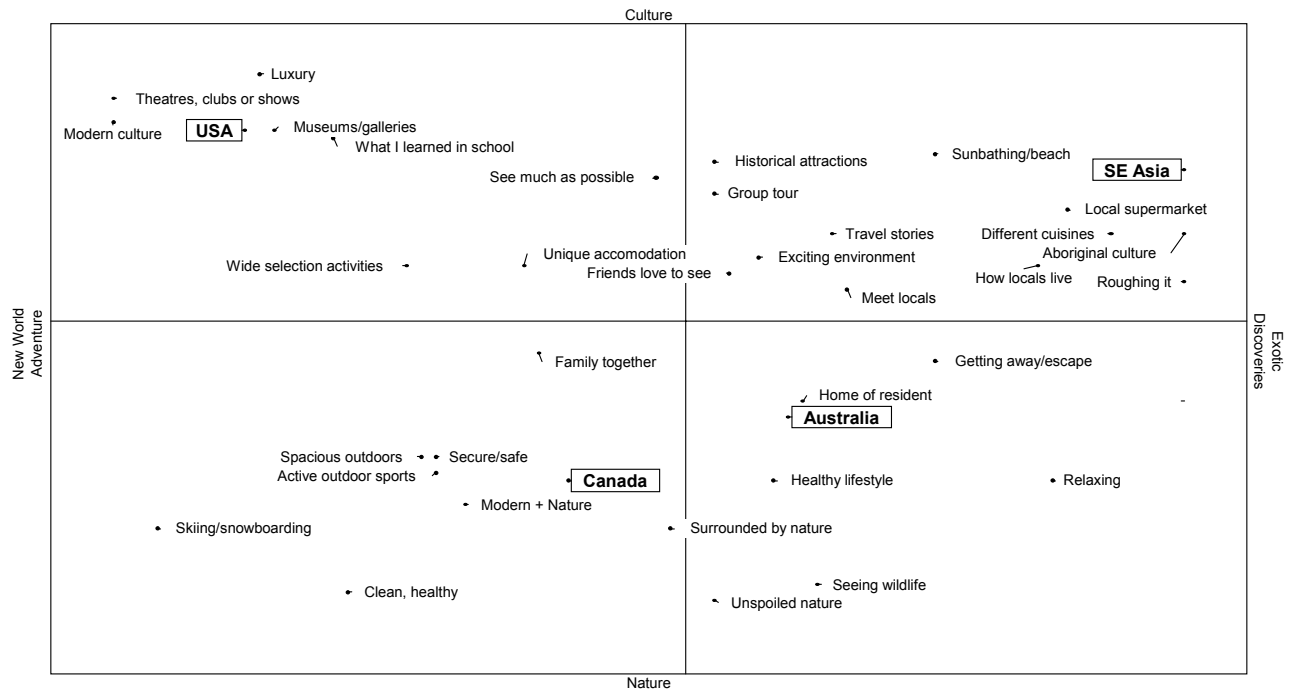 Culture
Luxury
Theatres, clubs or shows
Modern culture
USA
Museums/galleries
What I learned in school
See much as possible
Historical attractions
Sunbathing/beach
SE Asia
Group tour
Local supermarket
Travel stories
Different cuisines
Aboriginal culture
Unique accomodation
Exciting environment
Wide selection activities
Friends love to see
How locals live
Roughing it
Meet locals
New World
Adventure
Exotic
Discoveries
Family together
Getting away/escape
Home of resident
Australia
Spacious outdoors
Secure/safe
Active outdoor sports
Canada
Healthy lifestyle
Relaxing
Modern + Nature
Skiing/snowboarding
Surrounded by nature
Clean, healthy
Seeing wildlife
Unspoiled nature
Nature